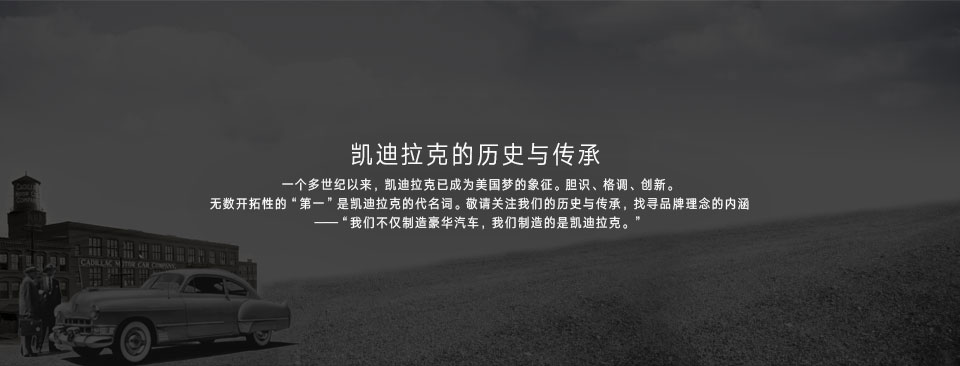 凯迪拉克的历史与传承
一个多世纪以来，凯迪拉克已成为美国梦的象征。胆识、格调、创新。
无数开拓性的“第一”是凯迪拉克的代名词。敬请关注我们的历史与传承，找寻品牌理念的内涵
——“我们不仅制造豪华汽车，我们制造的是凯迪拉克。”
CADILLAC MOTOR CAR COMPANY